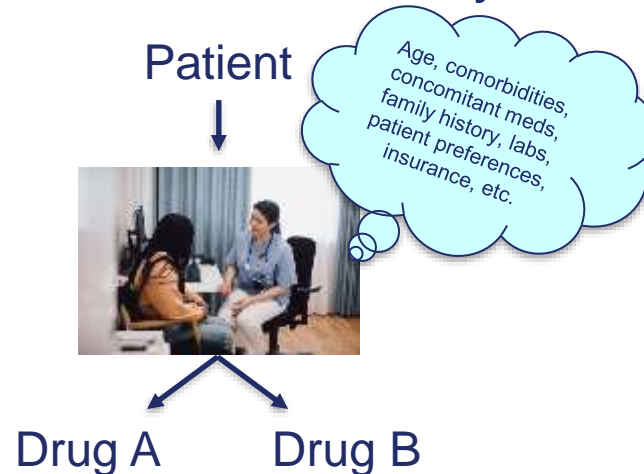 Patient
Age, comorbidities,
concomitant meds,
family history, labs,
patient preferences,
insurance, etc.
Drug A
Drug B